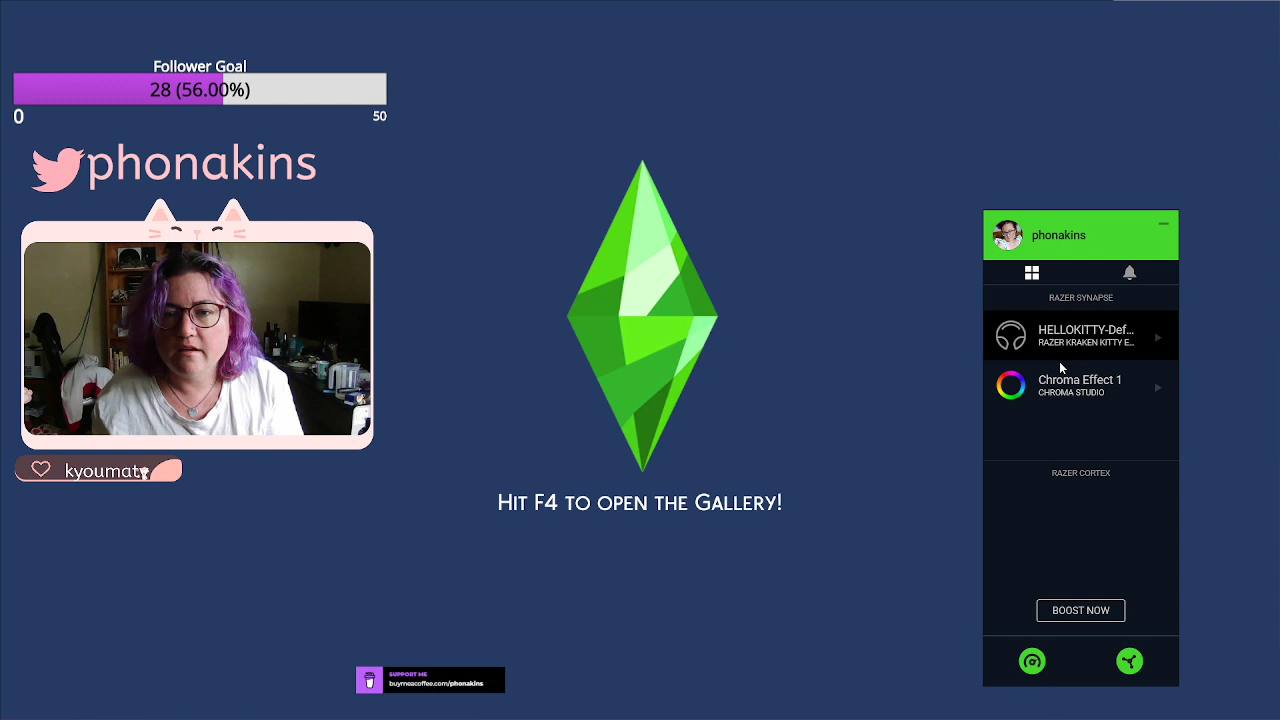 Follower Goal
28 (56.00%)
0
50
phonakins
kyoumaty
HIT F4 TO OPEN THE GALLERY!
SUPPORT ME
buymeacoffee.com/phonakins
phonakins
RAZER SYNAPSE
HELLOKITTY-Def...
RAZER KRAKEN KITTY E...
Chroma Effect 1
CHROMA STUDIO
RAZER CORTEX
BOOST NOW